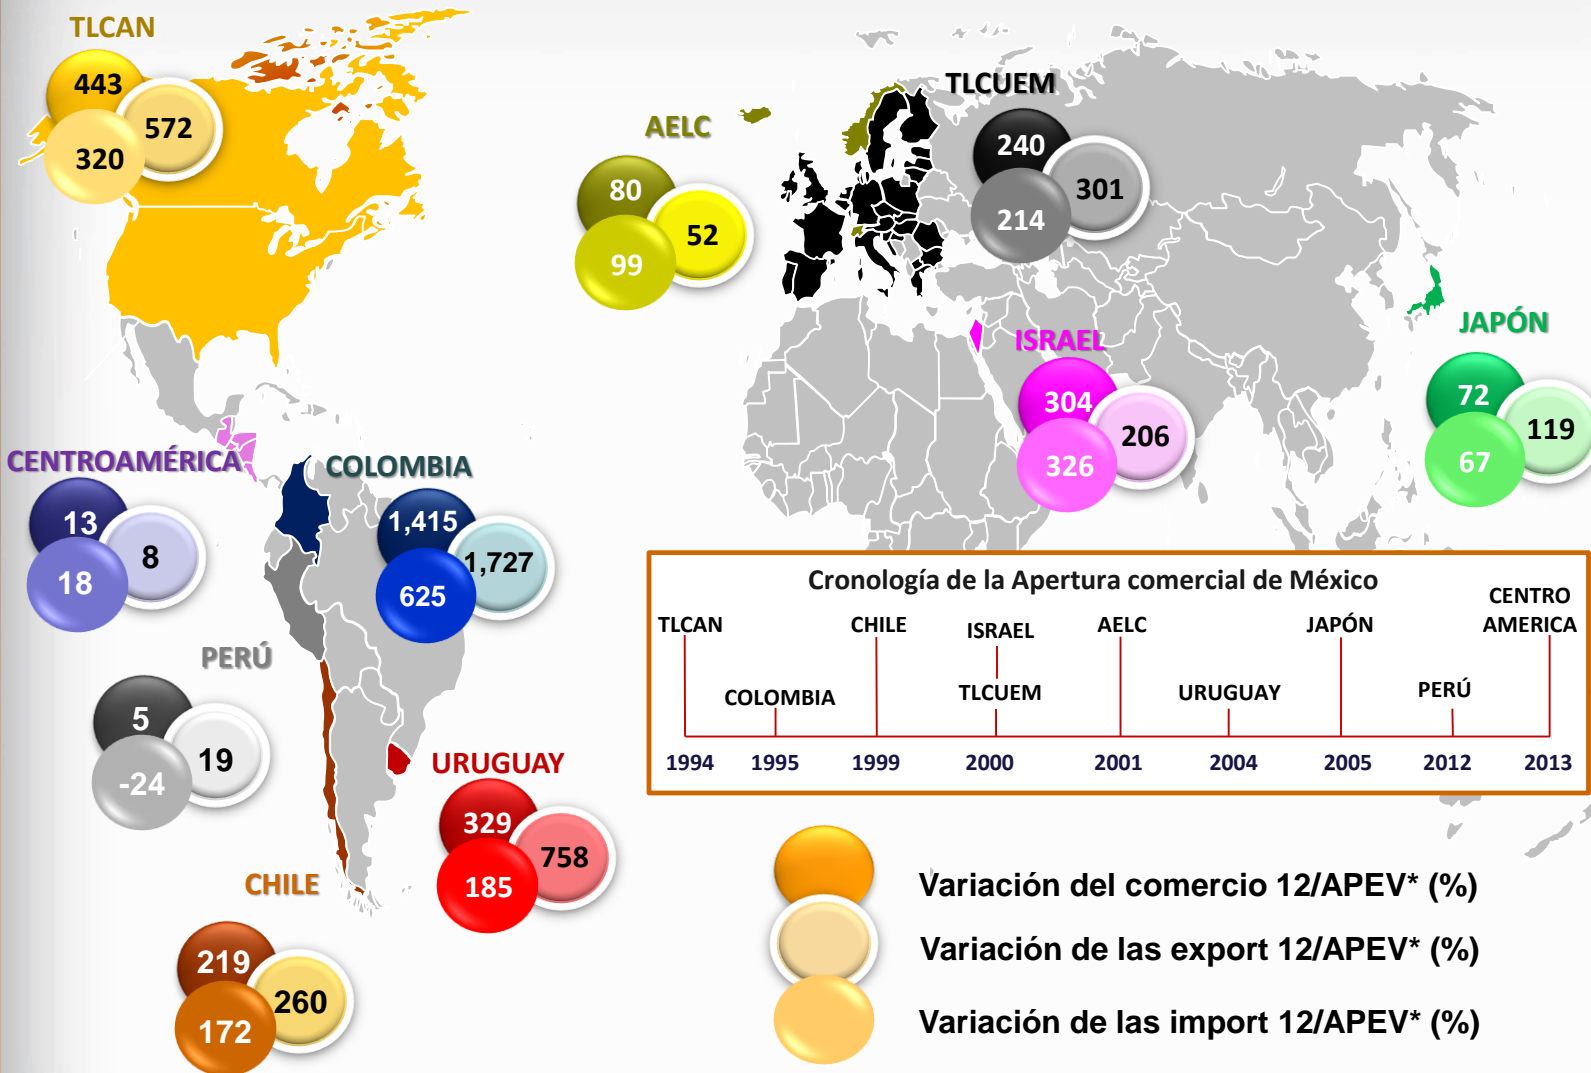 TLCAN
443
572
320
AELC
80
52
99
TLCUEM
240
301
214
ISRAEL
304
206
326
JAPÓN
72
119
67
CENTROAMÉRICA
13
8
18
COLOMBIA
1,415
1,727
625
PERÚ
5
19
-24
URUGUAY
329
758
185
CHILE
219
260
172
Cronología de la Apertura comercial de México
TLCAN
COLOMBIA
CHILE
ISRAEL
TLCUEM
AELC
URUGUAY
JAPÓN
PERÚ
CENTRO
AMERICA
1994 1995 1999 2000 2001 2004 2005 2012 2013
Variación del comercio 12/APEV* (%)
Variación de las export 12/APEV* (%)
Variación de las import 12/APEV* (%)